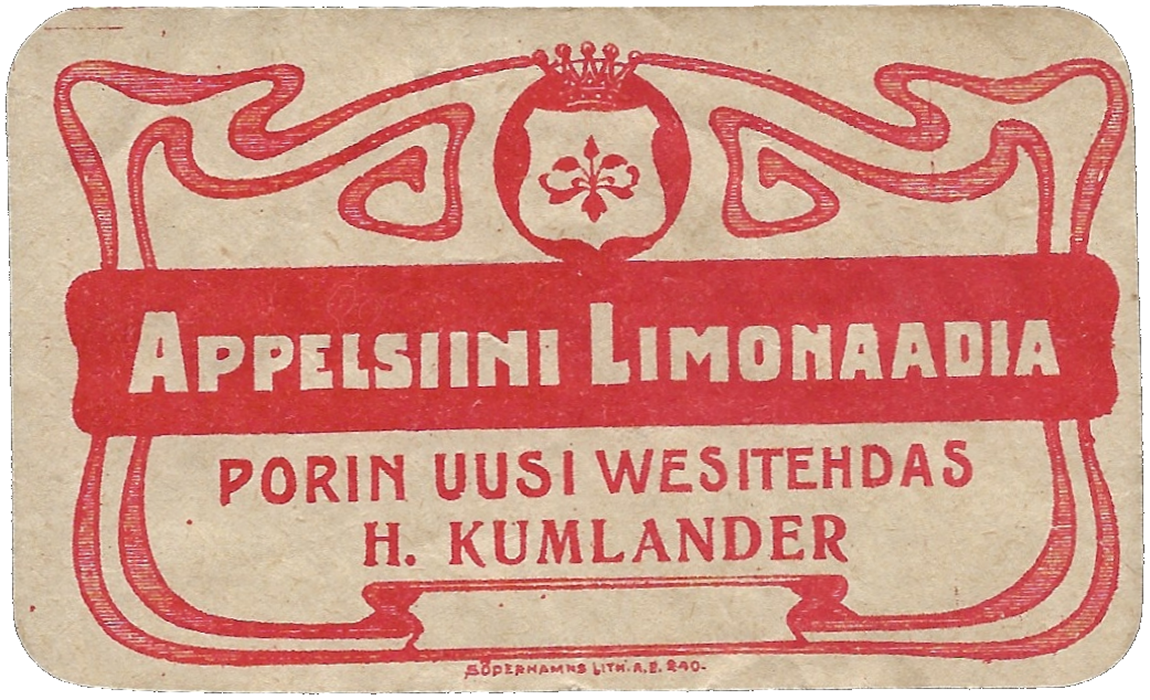 APPELSIINI LIMONAADIA
PORIN UUSI WESITEHDAS
H. KUMLANDER
SÖDERHAMNS LITH. A.B. 240.